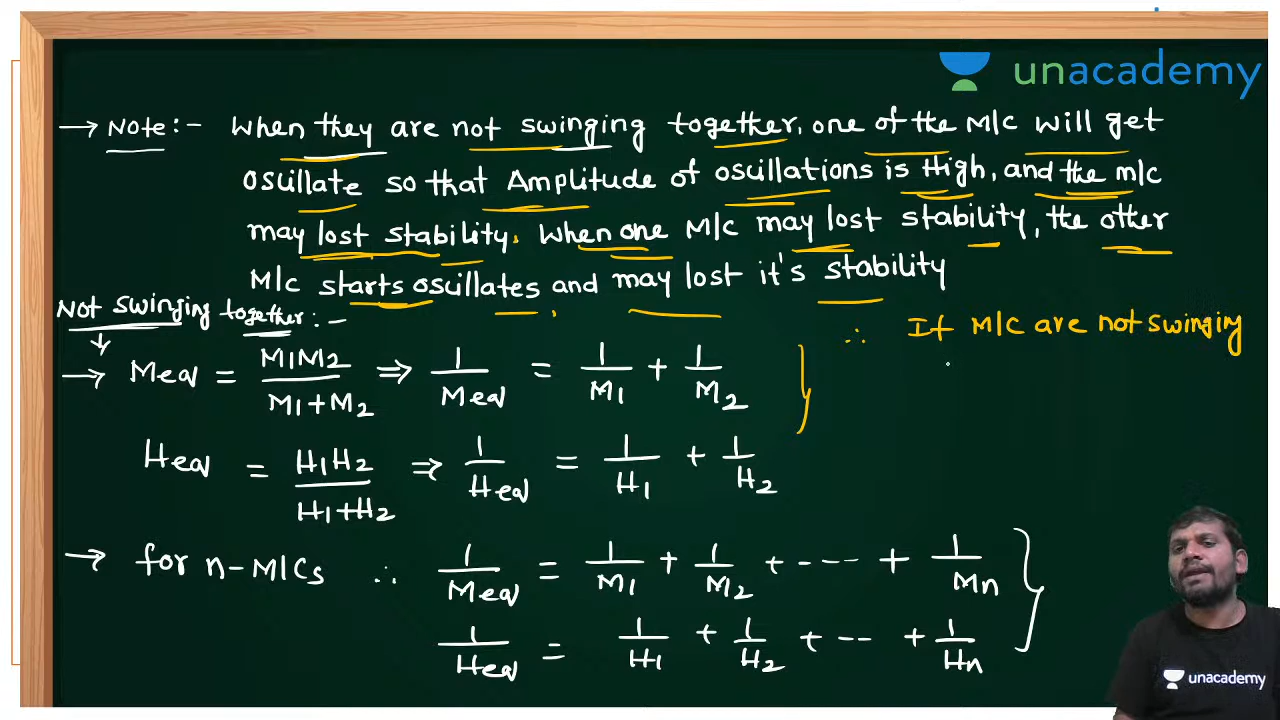 unacademy
→ Note:- When they are not swinging together, one of the M/C will get
oscillate so that Amplitude of oscillations is High, and the m/c
may lost stability. When one M/C may lost stability, the other
M/C starts oscillates and may lost it's stability
Not swinging together:-
∴ If M/C are not swinging
→ Meq = M1M2 / M1+M2 ⇒ 1/Meq = 1/M1 + 1/M2
Heq = H1H2 / H1+H2 ⇒ 1/Heq = 1/H1 + 1/H2
→ for n-M/Cs ∴ 1/Meq = 1/M1 + 1/M2 + ---- + 1/Mn
1/Heq = 1/H1 + 1/H2 + -- + 1/Hn
unacademy